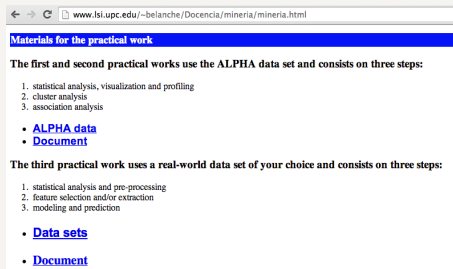 www.lsi.upc.edu/~belanche/Docencia/mineria/mineria.html
Materials for the practical work
The first and second practical works use the ALPHA data set and consists on three steps:
1. statistical analysis, visualization and profiling
2. cluster analysis
3. association analysis
• ALPHA data
• Document
The third practical work uses a real-world data set of your choice and consists on three steps:
1. statistical analysis and pre-processing
2. feature selection and/or extraction
3. modeling and prediction
• Data sets
• Document